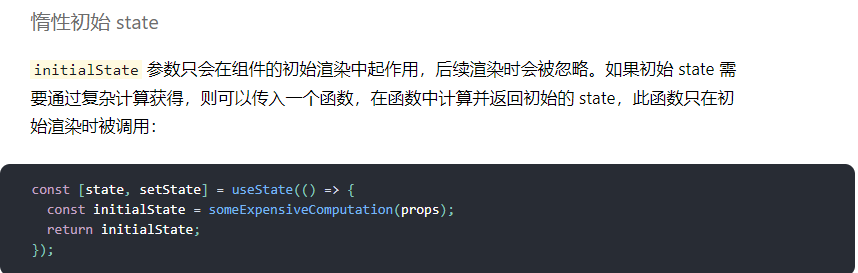 惰性初始 state
initialState 参数只会在组件的初始渲染中起作用，后续渲染时会被忽略。如果初始 state 需
要通过复杂计算获得，则可以传入一个函数，在函数中计算并返回初始的 state，此函数只在初
始渲染时被调用：
const [state, setState] = useState(() => {
  const initialState = someExpensiveComputation(props);
  return initialState;
});